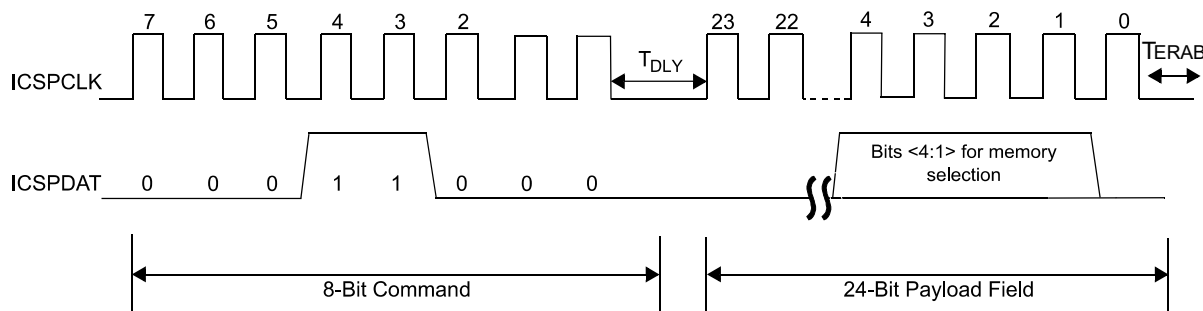 7 6 5 4 3 2 23 22 4 3 2 1 0
TDLY TERAB
ICSPCLK
Bits <4:1> for memory
selection
ICSPDAT 0 0 0 1 1 0 0 0
8-Bit Command 24-Bit Payload Field